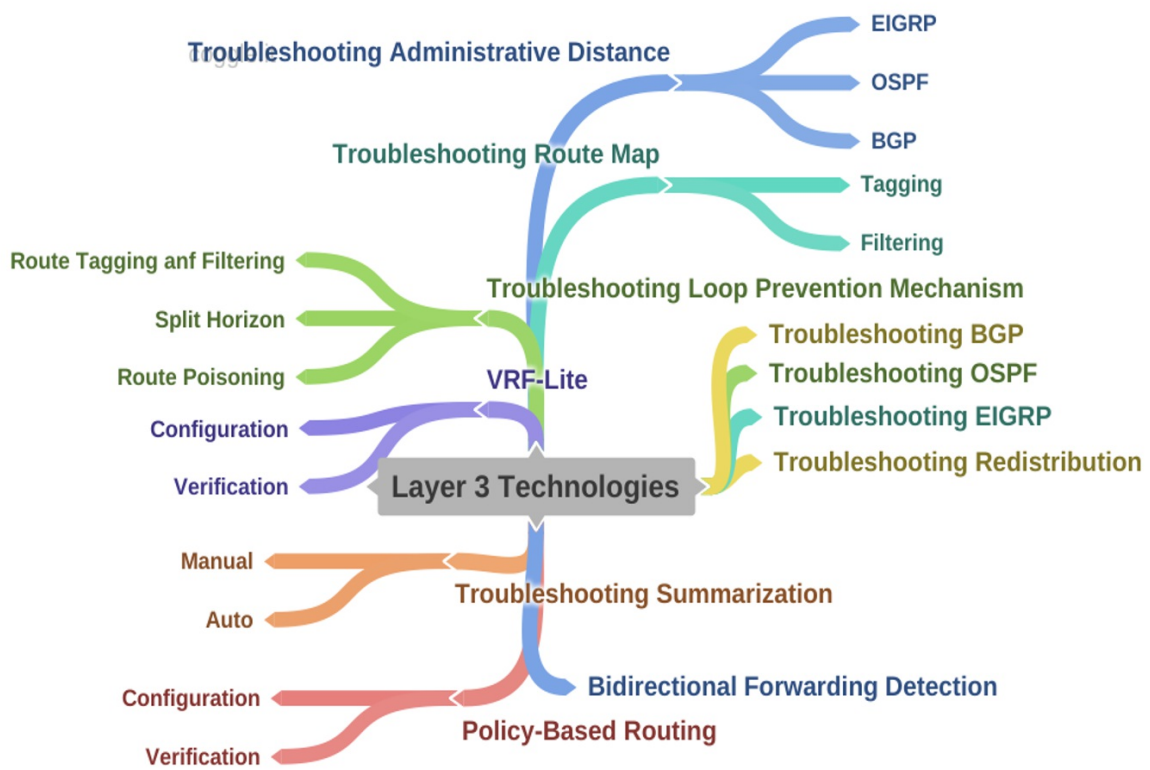 EIGRP
Troubleshooting Administrative Distance
OSPF
BGP
Troubleshooting Route Map
Tagging
Filtering
Route Tagging anf Filtering
Troubleshooting Loop Prevention Mechanism
Split Horizon
Troubleshooting BGP
Route Poisoning
VRF-Lite
Troubleshooting OSPF
Configuration
Troubleshooting EIGRP
Troubleshooting Redistribution
Verification
Layer 3 Technologies
Manual
Troubleshooting Summarization
Auto
Bidirectional Forwarding Detection
Configuration
Policy-Based Routing
Verification